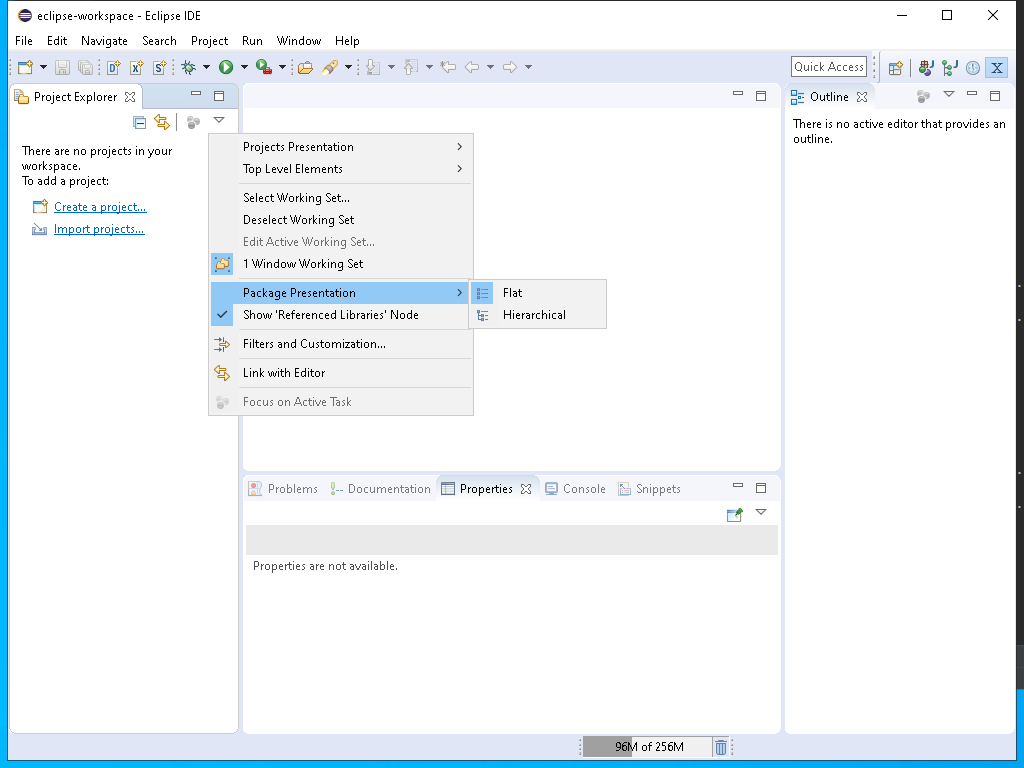 eclipse-workspace - Eclipse IDE
File Edit Navigate Search Project Run Window Help
Quick Access
Project Explorer
Outline
There are no projects in your
workspace.
To add a project:
Create a project...
Import projects...
Projects Presentation
Top Level Elements
Select Working Set...
Deselect Working Set
Edit Active Working Set...
1 Window Working Set
Package Presentation
Show 'Referenced Libraries' Node
Filters and Customization...
Link with Editor
Focus on Active Task
Flat
Hierarchical
There is no active editor that provides an
outline.
Problems Documentation Properties Console Snippets
Properties are not available.
96M of 256M